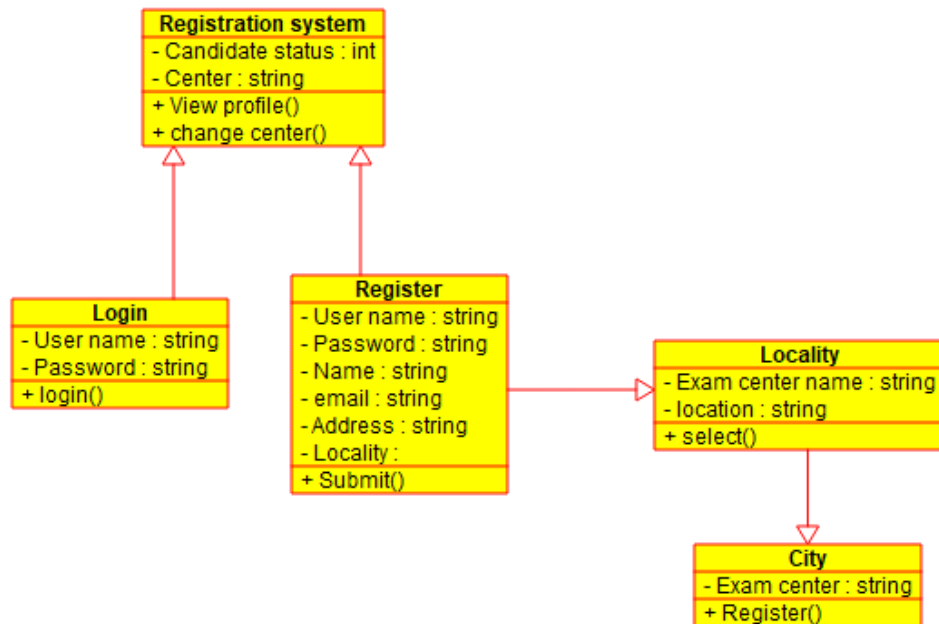 Registration system
- Candidate status : int
- Center : string
+ View profile()
+ change center()
Login
- User name : string
- Password : string
+ login()
Register
- User name : string
- Password : string
- Name : string
- email : string
-Address : string
- Locality :
+ Submit()
Locality
- Exam center name : string
- location : string
+ select()
City
- Exam center : string
+ Register()